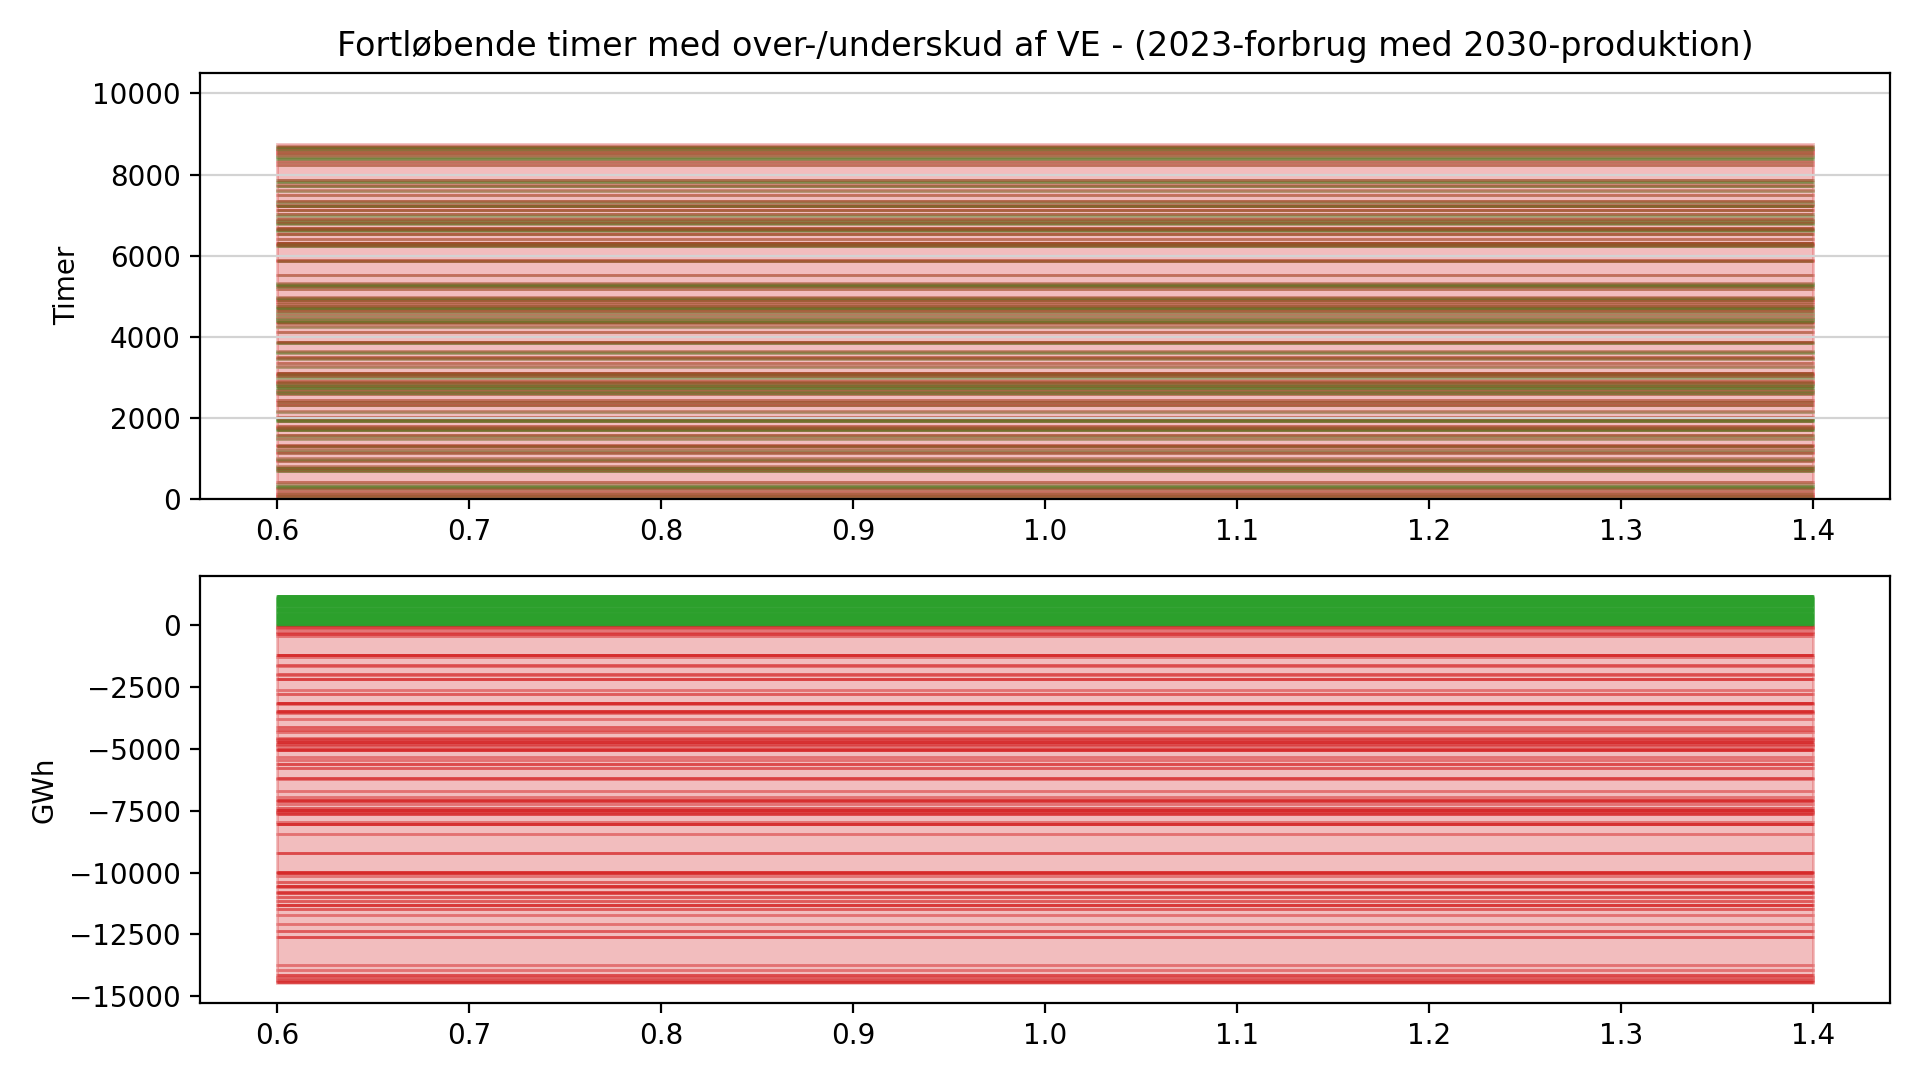 Fortløbende timer med over-/underskud af VE - (2023-forbrug med 2030-produktion)
Timer
10000
8000
6000
4000
2000
0
0.6 0.7 0.8 0.9 1.0 1.1 1.2 1.3 1.4
GWh
0
−2500
−5000
−7500
−10000
−12500
−15000
0.6 0.7 0.8 0.9 1.0 1.1 1.2 1.3 1.4